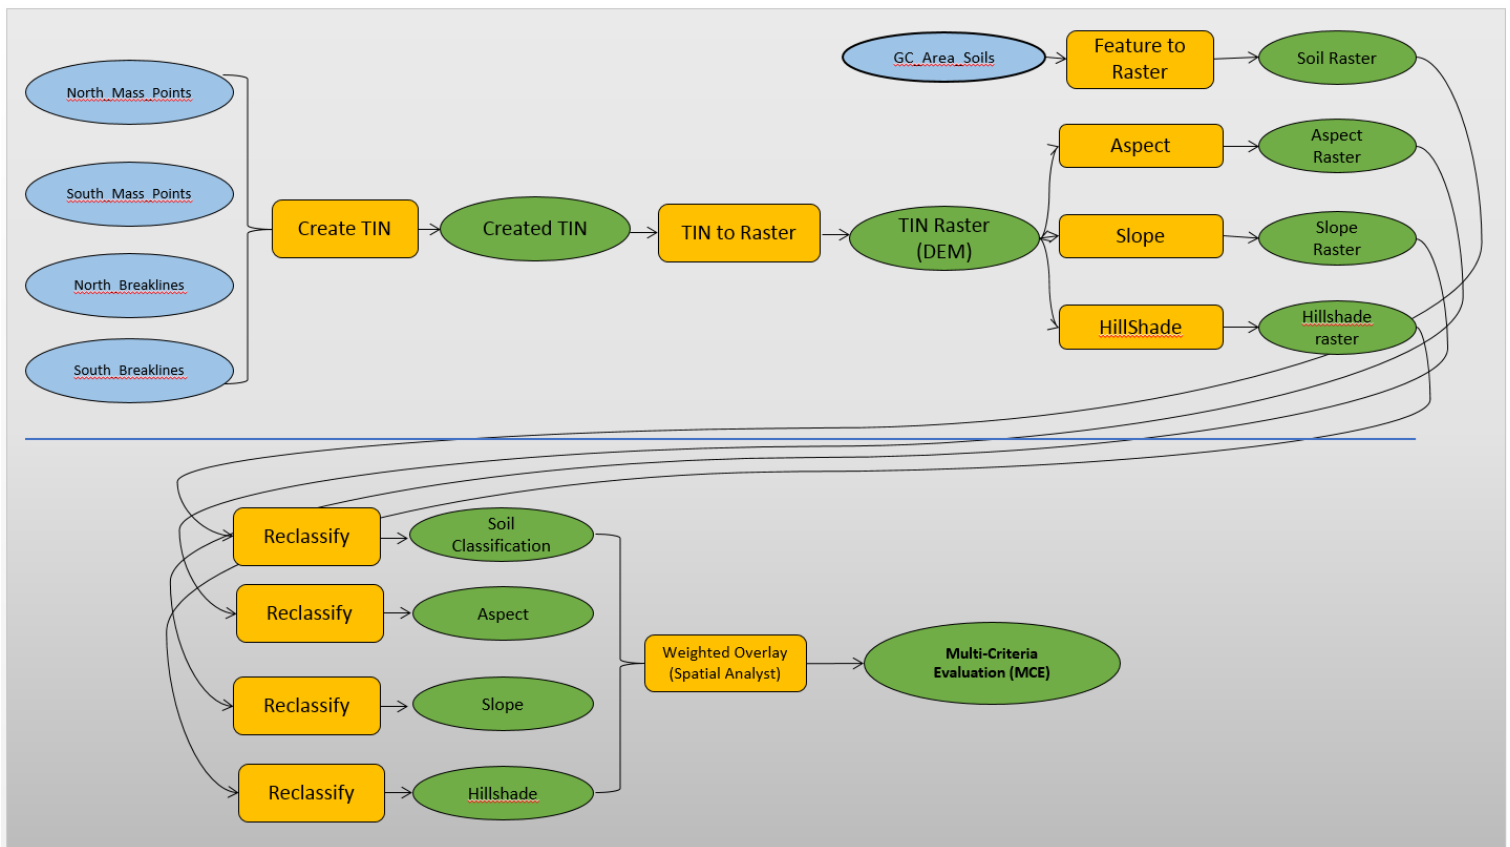 North_Mass_Points
South_Mass_Points
North_Breaklines
South_Breaklines
Create TIN
Created TIN
TIN to Raster
TIN Raster
(DEM)
GC_Area_Soils
Feature to
Raster
Soil Raster
Aspect
Aspect
Raster
Slope
Slope
Raster
HillShade
Hillshade
raster
Reclassify
Soil
Classification
Reclassify
Aspect
Reclassify
Slope
Reclassify
Hillshade
Weighted Overlay
(Spatial Analyst)
Multi-Criteria
Evaluation (MCE)